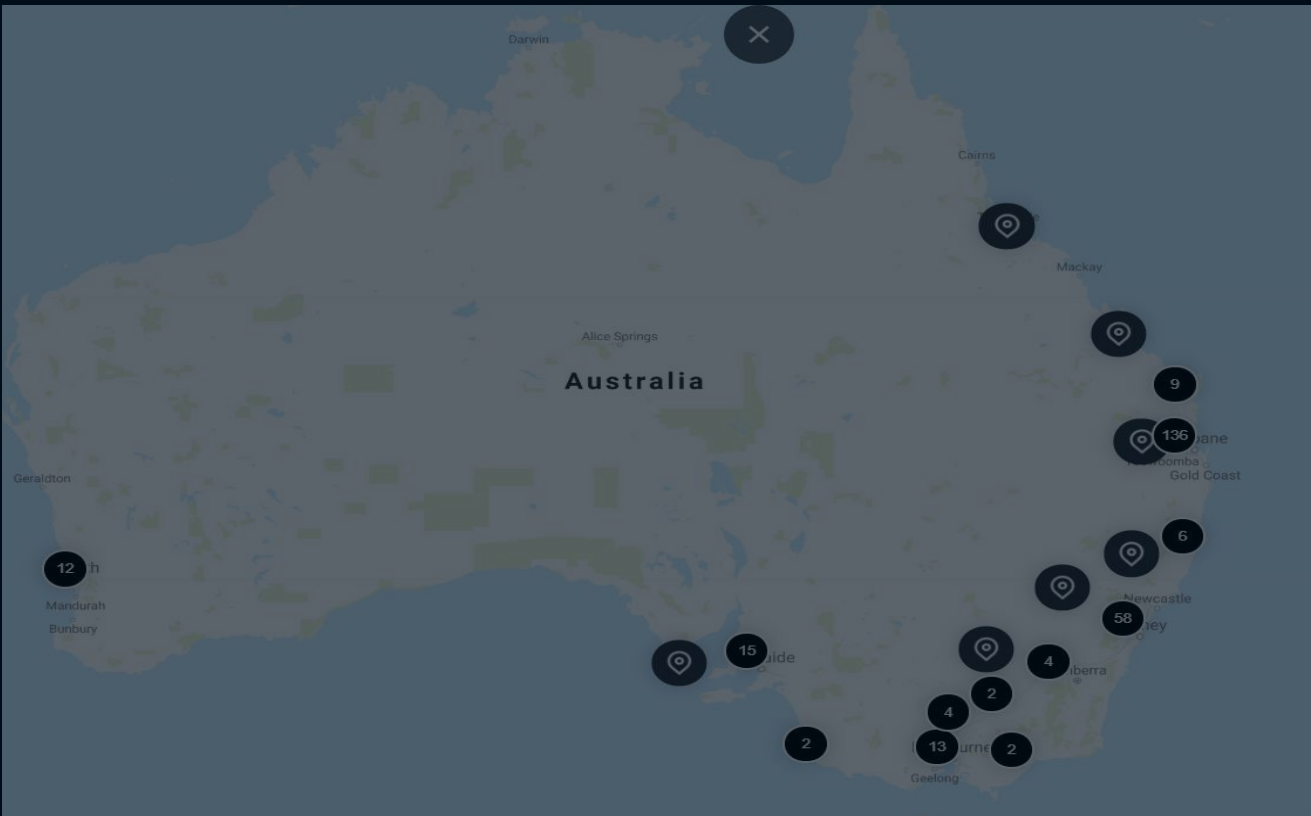 Darwin
Cairns
Mackay
Alice Springs
Australia
9
136
Gold Coast
Geraldton
6
12
Mandurah
Newcastle
58
Bunbury
15
4
2
4
2
13
2
Geelong